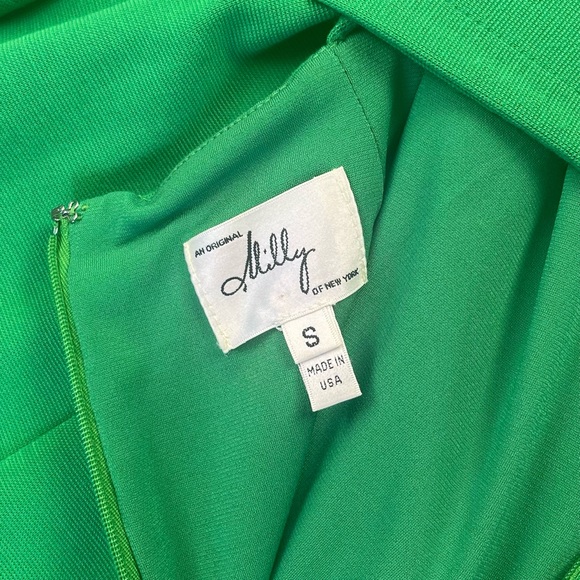 AN ORIGINAL
Milly
OF NEW YORK
S
MADE IN
USA